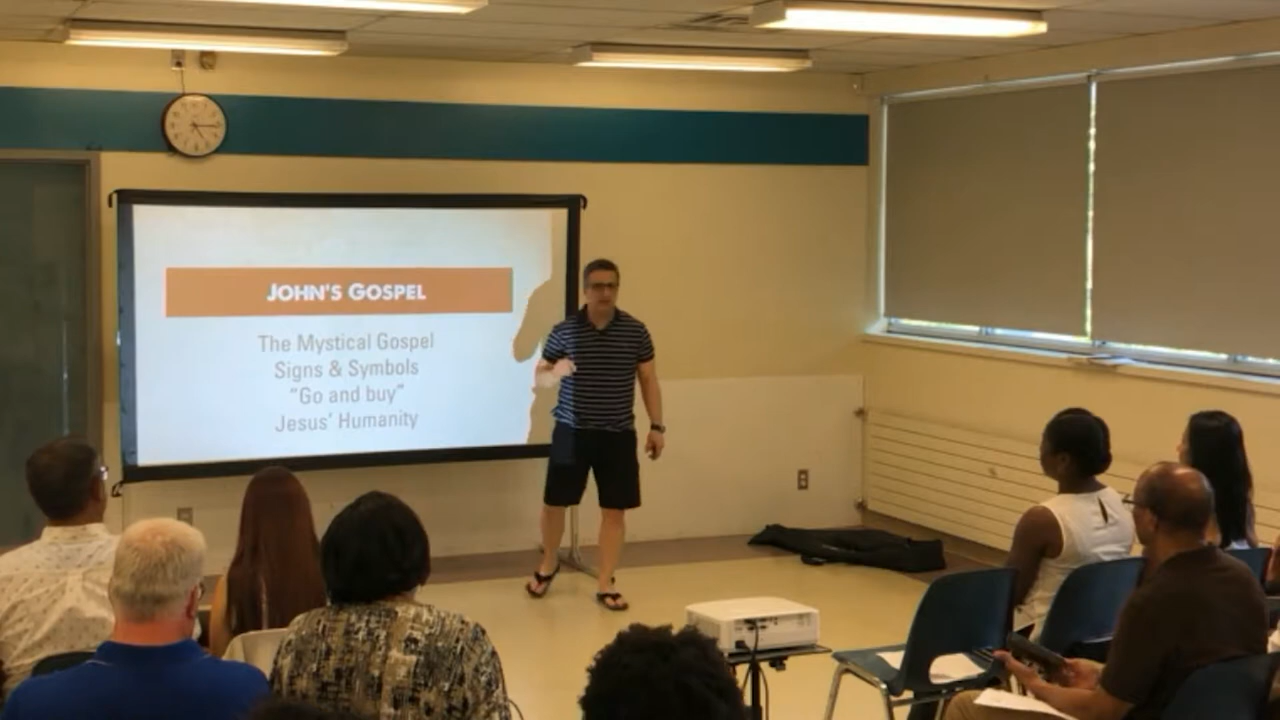 JOHN'S GOSPEL
The Mystical Gospel
Signs & Symbols
“Go and buy”
Jesus’ Humanity